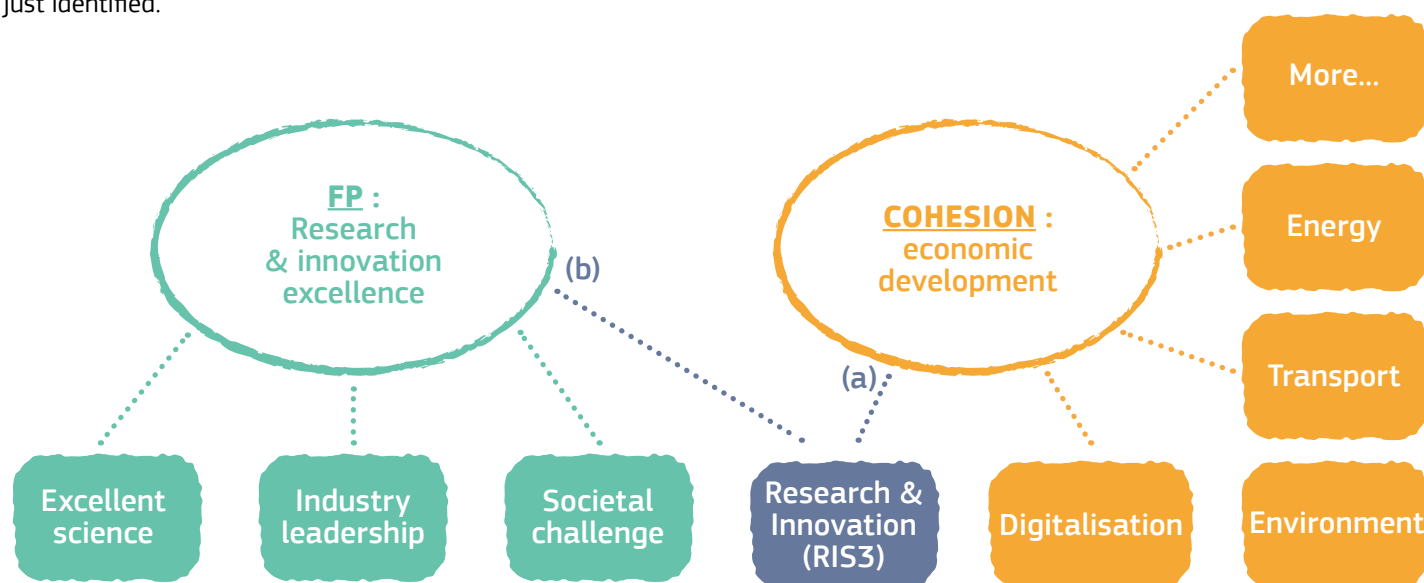 just identified.
More...
FP :
Research
& innovation
excellence
(b)
COHESION :
economic
development
Energy
(a)
Transport
Excellent
science
Industry
leadership
Societal
challenge
Research &
Innovation
(RIS3)
Digitalisation
Environment